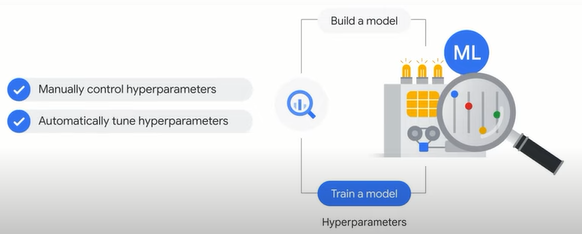 Build a model
ML
Manually control hyperparameters
Automatically tune hyperparameters
Train a model
Hyperparameters